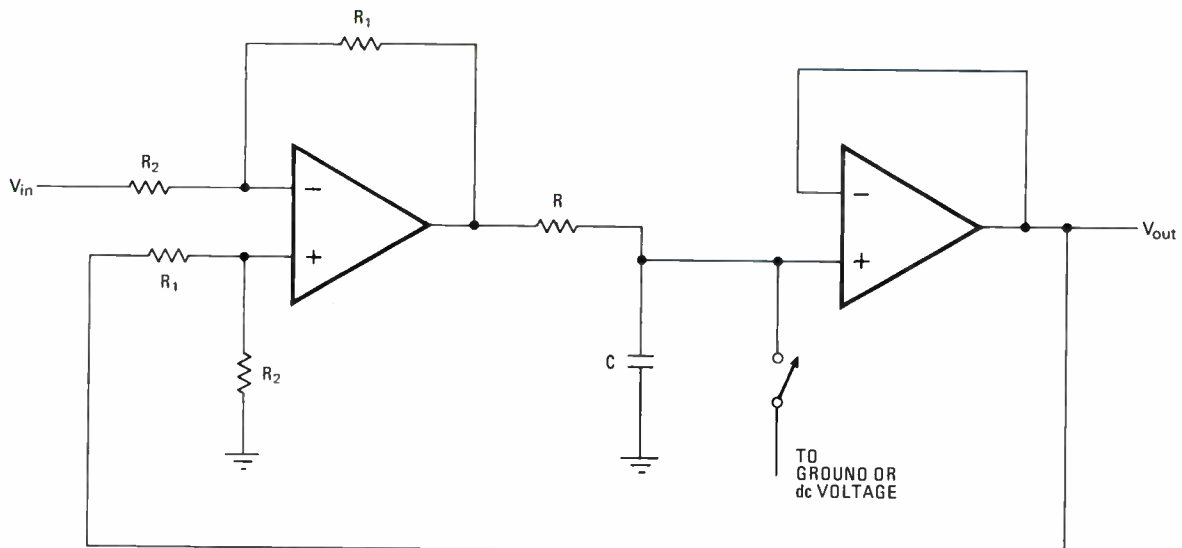 R1
R2
Vin
−
+
R1
R2
R
C
−
+
Vout
TO
GROUNO OR
dc VOLTAGE